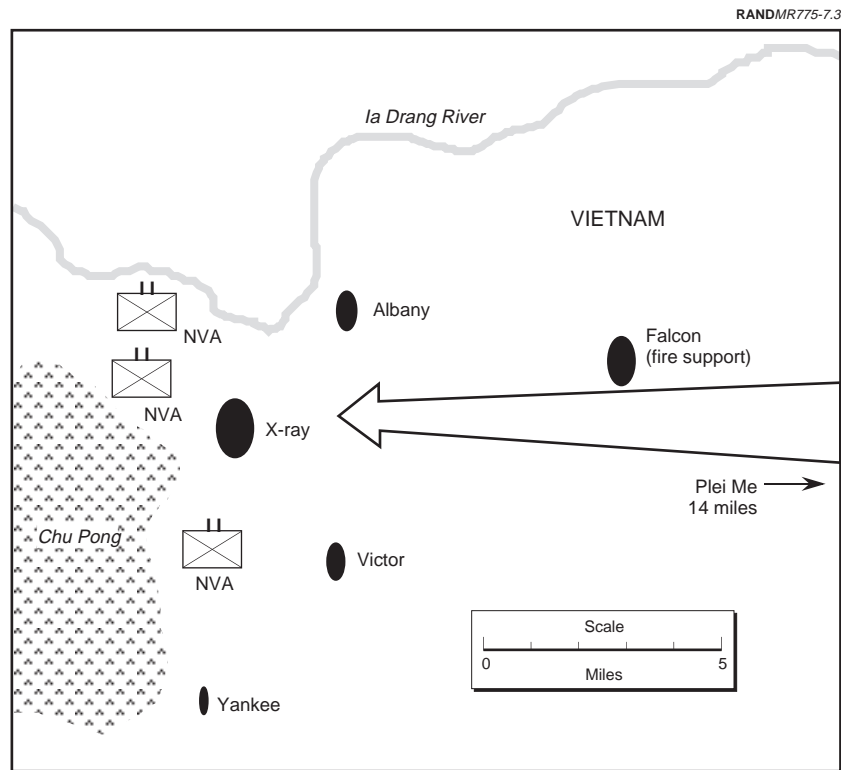 RANDMR775-7.3
Ia Drang River
VIETNAM
Albany
NVA
Falcon
(fire support)
NVA
X-ray
Plei Me
14 miles
Chu Pong
NVA
Victor
Scale
0
5
Miles
Yankee